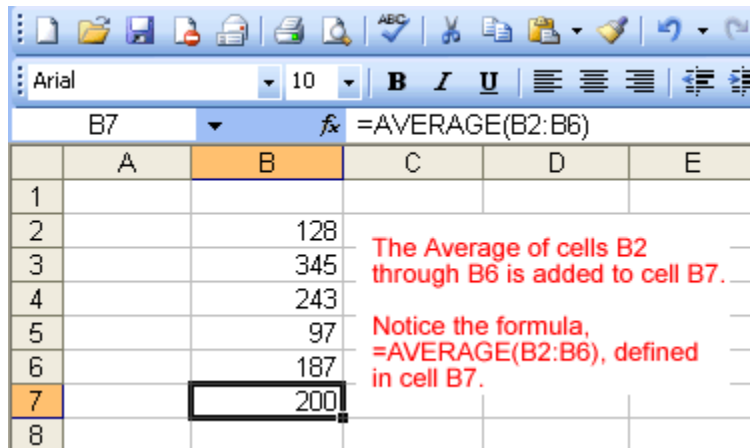 ABC
Arial 10 B I U
B7 fx =AVERAGE(B2:B6)
A B C D E
1
2 128
3 345
4 243
5 97
6 187
7 200
8
The Average of cells B2
through B6 is added to cell B7.
Notice the formula,
=AVERAGE(B2:B6), defined
in cell B7.